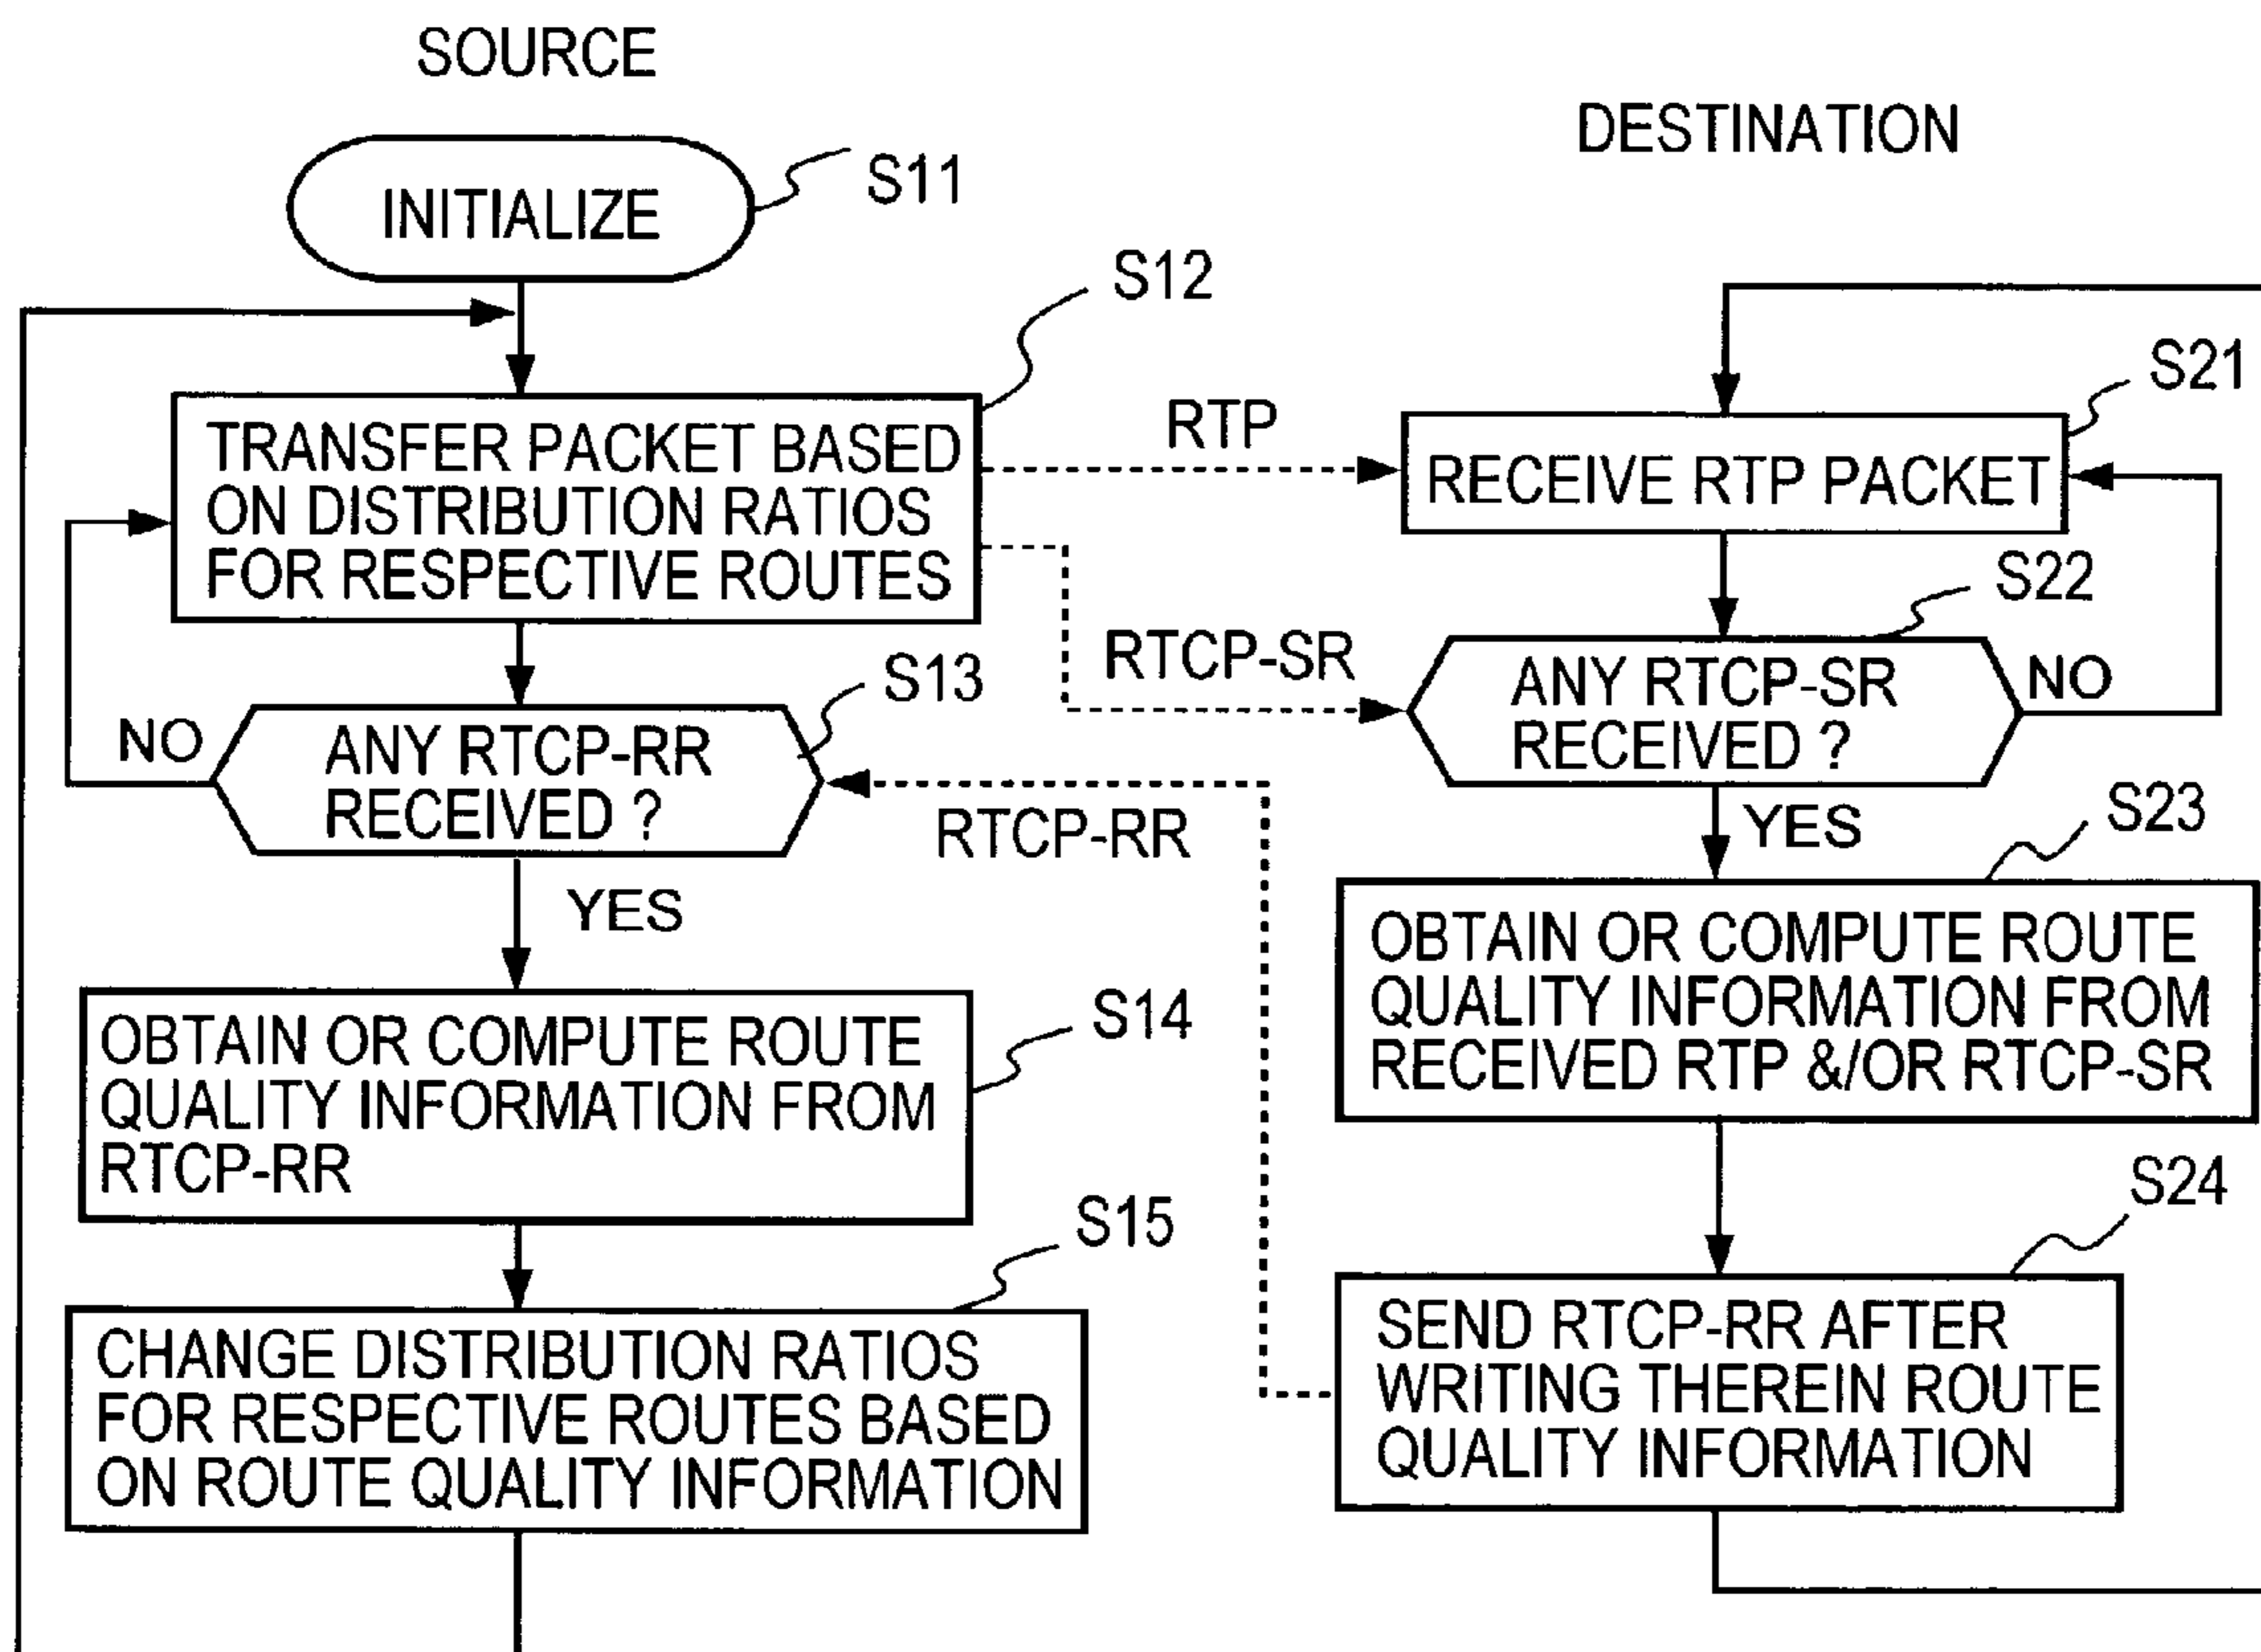 SOURCE
INITIALIZE
S11
S12
TRANSFER PACKET BASED
ON DISTRIBUTION RATIOS
FOR RESPECTIVE ROUTES
S13
NO
ANY RTCP-RR
RECEIVED ?
YES
S14
OBTAIN OR COMPUTE ROUTE
QUALITY INFORMATION FROM
RTCP-RR
S15
CHANGE DISTRIBUTION RATIOS
FOR RESPECTIVE ROUTES BASED
ON ROUTE QUALITY INFORMATION
RTP
RTCP-SR
RTCP-RR
DESTINATION
S21
RECEIVE RTP PACKET
S22
ANY RTCP-SR
RECEIVED ?
NO
YES
S23
OBTAIN OR COMPUTE ROUTE
QUALITY INFORMATION FROM
RECEIVED RTP &/OR RTCP-SR
S24
SEND RTCP-RR AFTER
WRITING THEREIN ROUTE
QUALITY INFORMATION